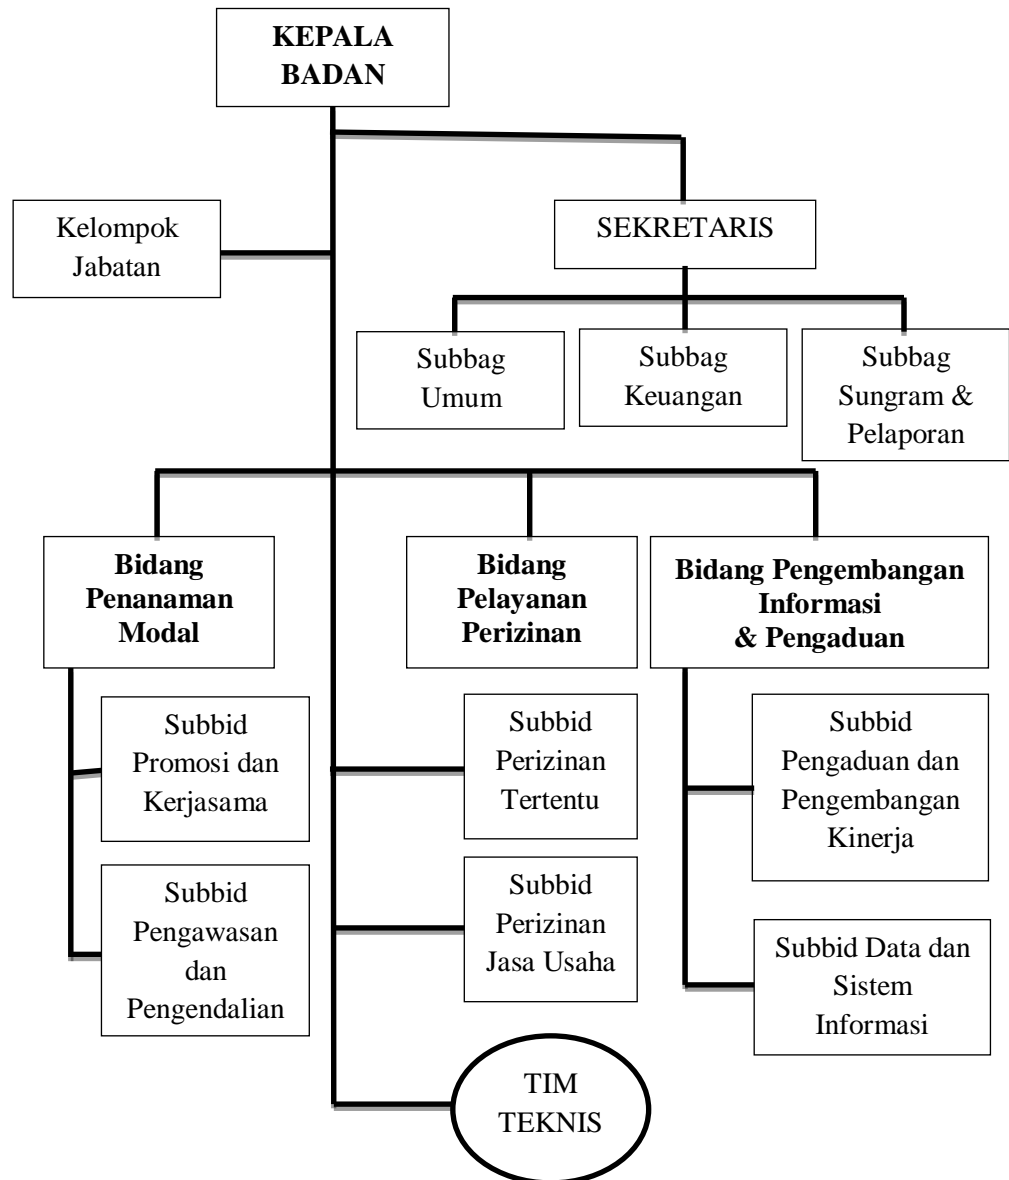 KEPALA
BADAN
Kelompok
Jabatan
SEKRETARIS
Subbag
Umum
Subbag
Keuangan
Subbag
Sungram &
Pelaporan
Bidang
Penanaman
Modal
Bidang
Pelayanan
Perizinan
Bidang Pengembangan
Informasi
& Pengaduan
Subbid
Promosi dan
Kerjasama
Subbid
Perizinan
Tertentu
Subbid
Pengaduan dan
Pengembangan
Kinerja
Subbid
Pengawasan
dan
Pengendalian
Subbid
Perizinan
Jasa Usaha
Subbid Data dan
Sistem
Informasi
TIM
TEKNIS